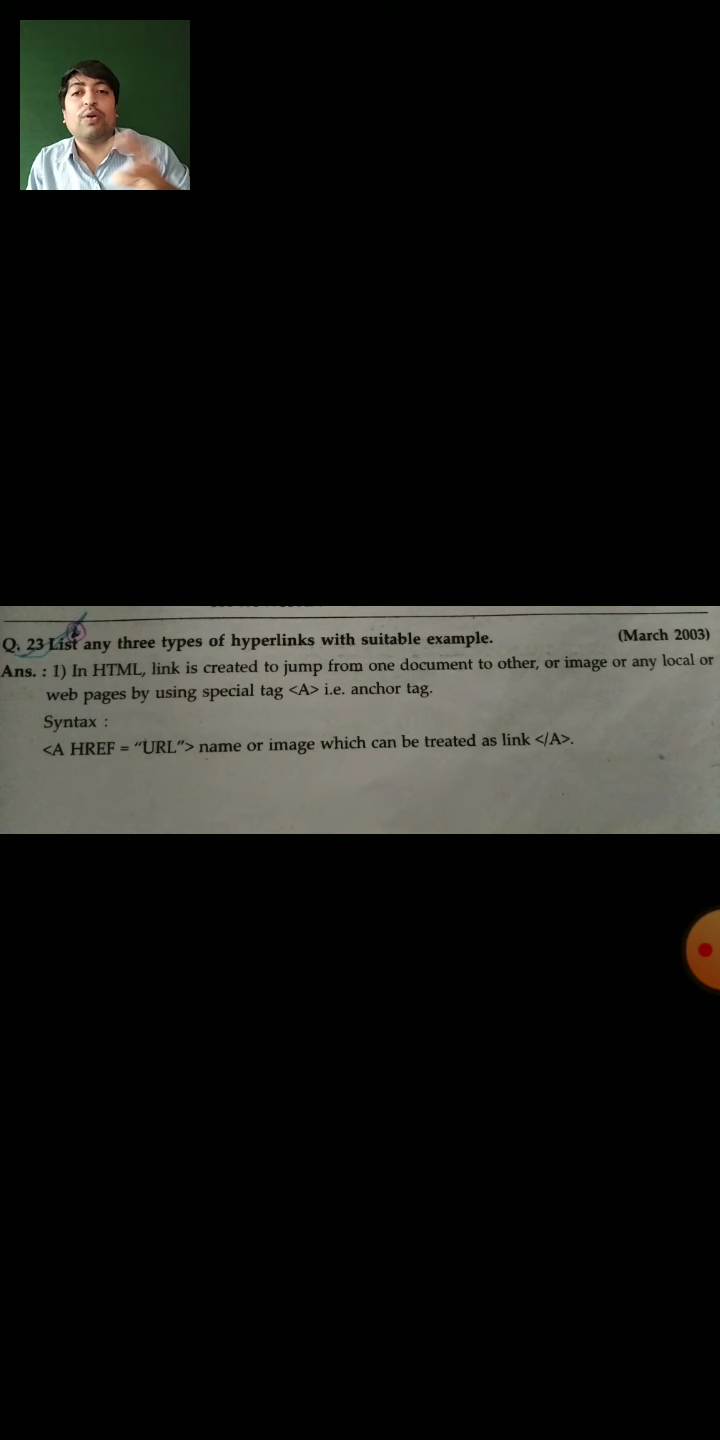 Q. 23 List any three types of hyperlinks with suitable example. (March 2003)
Ans. : 1) In HTML, link is created to jump from one document to other, or image or any local or
web pages by using special tag <A> i.e. anchor tag.
Syntax :
<A HREF = "URL"> name or image which can be treated as link </A>.